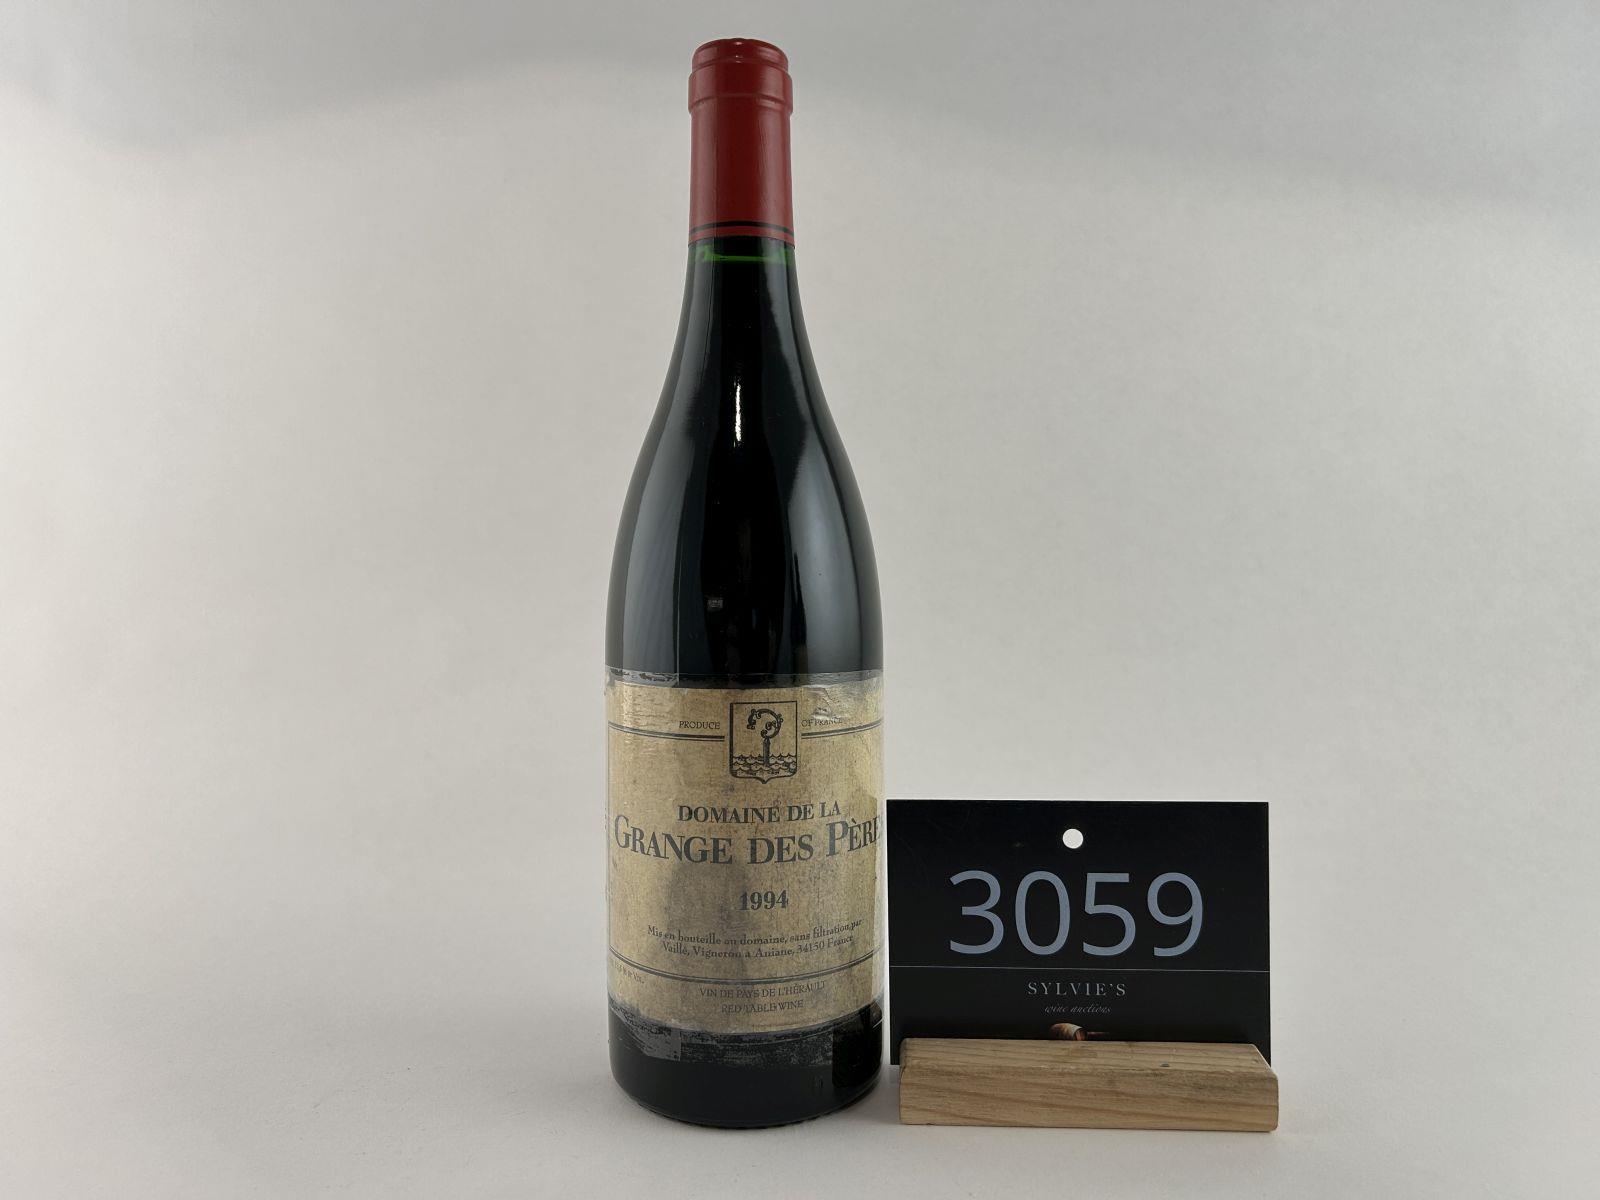 PRODUCE OF FRANCE
DOMAINE DE LA
GRANGE DES PÈRE
1994
Mis en bouteille au domaine, sans filtration par
Vaillé, Vigneron à Aniane, 34150 France
% Vol.
VIN DE PAYS DE L'HÉRAULT
RED TABLE WINE
3059
SYLVIE'S
wine auctions